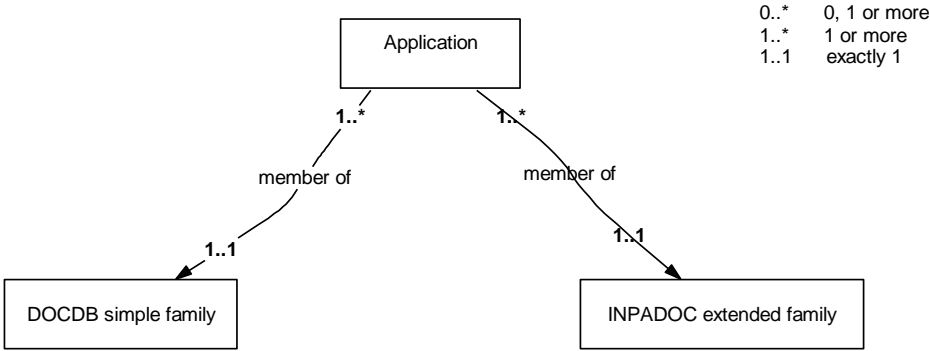 0..* 0, 1 or more
1..* 1 or more
1..1 exactly 1
Application
1..* 1..*
member of member of
1..1 1..1
DOCDB simple family INPADOC extended family